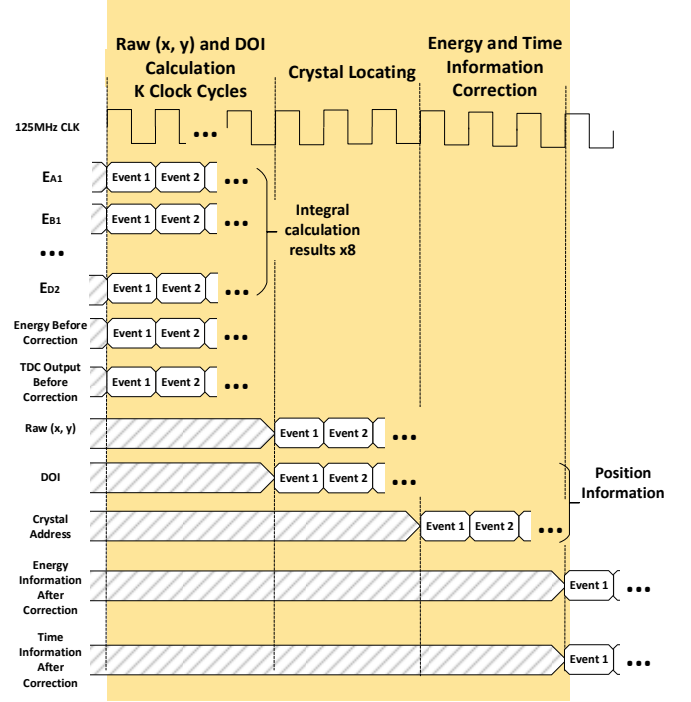 Raw (x, y) and DOI
Calculation
K Clock Cycles
Crystal Locating
Energy and Time
Information
Correction
125MHz CLK
...
EA1
Event 1 Event 2 ...
EB1
Event 1 Event 2 ...
...
ED2
Event 1 Event 2 ...
Integral
calculation
results x8
Energy Before
Correction
Event 1 Event 2 ...
TDC Output
Before
Correction
Event 1 Event 2 ...
Raw (x, y)
Event 1 Event 2 ...
DOI
Event 1 Event 2 ...
Position
Information
Crystal
Address
Event 1 Event 2 ...
Energy
Information
After
Correction
Event 1 ...
Time
Information
After
Correction
Event 1 ...